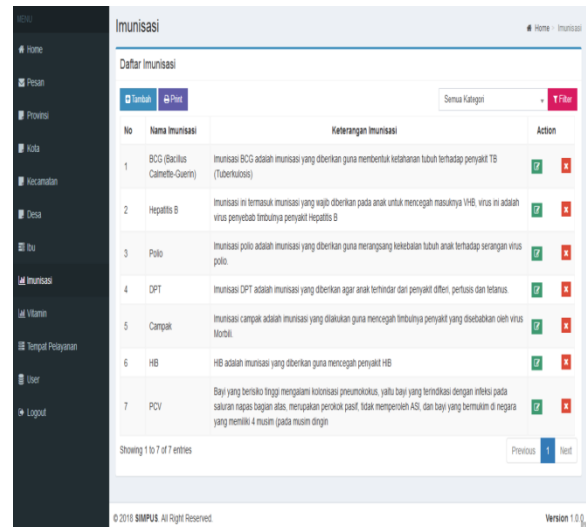 MENU
Home
Pesan
Provinsi
Kota
Kecamatan
Desa
Ibu
Imunisasi
Vitamin
Tempat Pelayanan
User
Logout
Imunisasi
Home > Imunisasi
Daftar Imunisasi
Tambah Print
Semua Kategori Filter
No Nama Imunisasi Keterangan Imunisasi Action
1 BCG (Bacilus Calmette-Guerin) Imunisasi BCG adalah imunisasi yang diberikan guna membentuk ketahanan tubuh terhadap penyakit TB
(Tuberkulosis)
2 Hepatitis B Imunisasi ini termasuk imunisasi yang wajib diberikan pada anak untuk mencegah masuknya VHB, virus ini adalah
virus penyebab timbulnya penyakit Hepatitis B
3 Polio Imunisasi polio adalah imunisasi yang diberikan guna merangsang kekebalan tubuh anak terhadap serangan virus
polio.
4 DPT Imunisasi DPT adalah imunisasi yang diberikan agar anak terhindar dari penyakit difteri, pertusis dan tetanus.
5 Campak Imunisasi campak adalah imunisasi yang dilakukan guna mencegah timbulnya penyakit yang disebabkan oleh virus
Morbili.
6 HB HiB adalah imunisasi yang diberikan guna mencegah penyakit HIB
7 PCV Bayi yang berisiko tinggi mengalami kolonisasi pneumokokus, yaitu bayi yang terindikasi dengan infeksi pada
saluran napas bagian atas, merupakan perokok pasif, tidak memperoleh ASI, dan bayi yang bermukim di negara
yang memiliki 4 musim (pada musim dingin
Showing 1 to 7 of 7 entries
Previous 1 Next
© 2016 SIMPUS. All Right Reserved.
Version 1.0.0